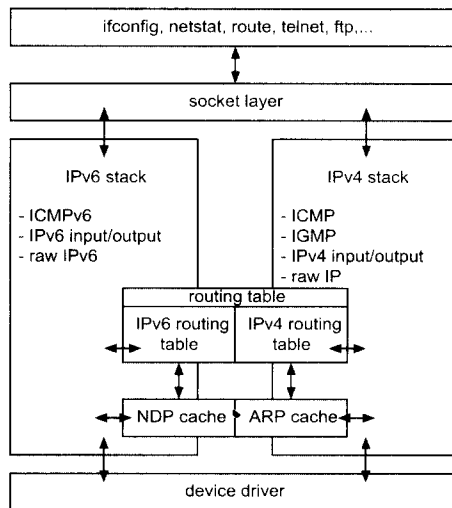 ifconfig, netstat, route, telnet, ftp,...
socket layer
IPv6 stack
- ICMPv6
- IPv6 input/output
- raw IPv6
IPv4 stack
- ICMP
- IGMP
- IPv4 input/output
- raw IP
routing table
IPv6 routing
table
IPv4 routing
table
NDP cache
ARP cache
device driver